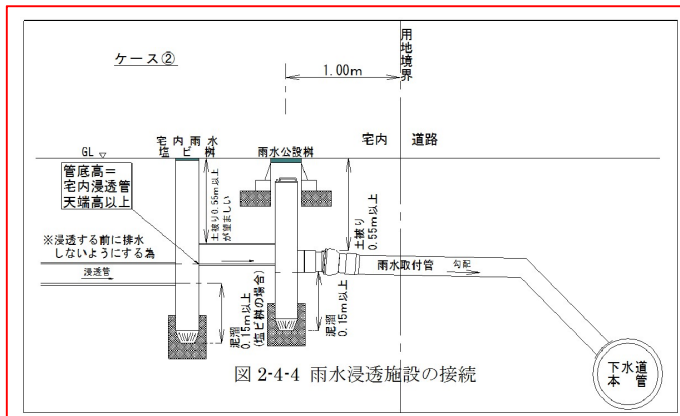 ケース②
1.00m
用地境界
宅内
道路
GL
宅内雨水
塩ビ桝
雨水公設桝
管底高＝
宅内浸透管
天端高以上
土被り0.55m以上
が望ましい
土被り
0.55m以上
※浸透する前に排水
しないようにする為
浸透管
雨水取付管
勾配
泥溜
0.15m以上
(塩ビ桝の場合)
泥溜
0.15m以上
下水道
本管
図 2-4-4 雨水浸透施設の接続